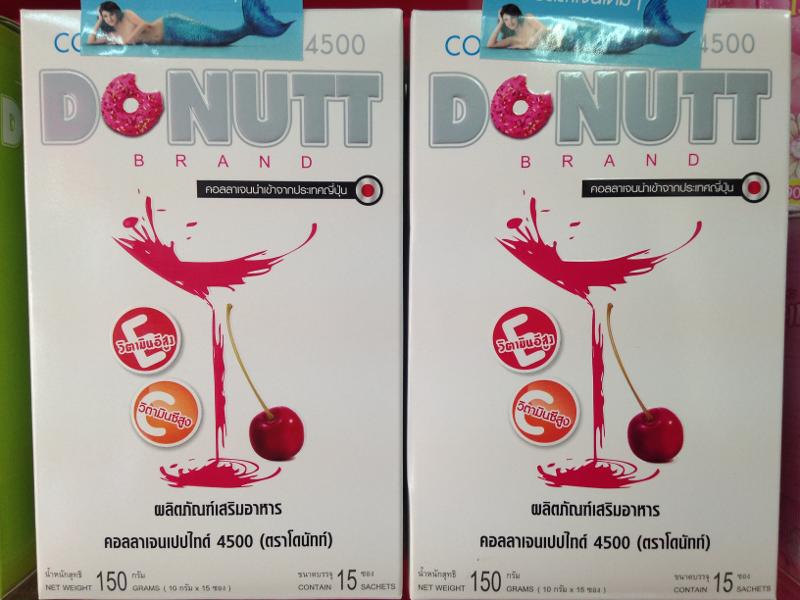 4500
DONUTT
BRAND
คอลลาเจนนำเข้าจากประเทศญี่ปุ่น
E
วิตามินอีสูง
C
วิตามินซีสูง
ผลิตภัณฑ์เสริมอาหาร
คอลลาเจนเปปไทด์ 4500 (ตราโดนัทท์)
น้ำหนักสุทธิ 150 กรัม ขนาดบรรจุ 15 ซอง
NET WEIGHT GRAMS (10 กรัม x 15 ซอง) CONTAIN SACHETS
CO 4500
DONUTT
BRAND
คอลลาเจนนำเข้าจากประเทศญี่ปุ่น
E
วิตามินอีสูง
C
วิตามินซีสูง
ผลิตภัณฑ์เสริมอาหาร
คอลลาเจนเปปไทด์ 4500 (ตราโดนัทท์)
น้ำหนักสุทธิ 150 กรัม ขนาดบรรจุ 15 ซอง
NET WEIGHT GRAMS (10 กรัม x 15 ซอง) CONTAIN SACHETS